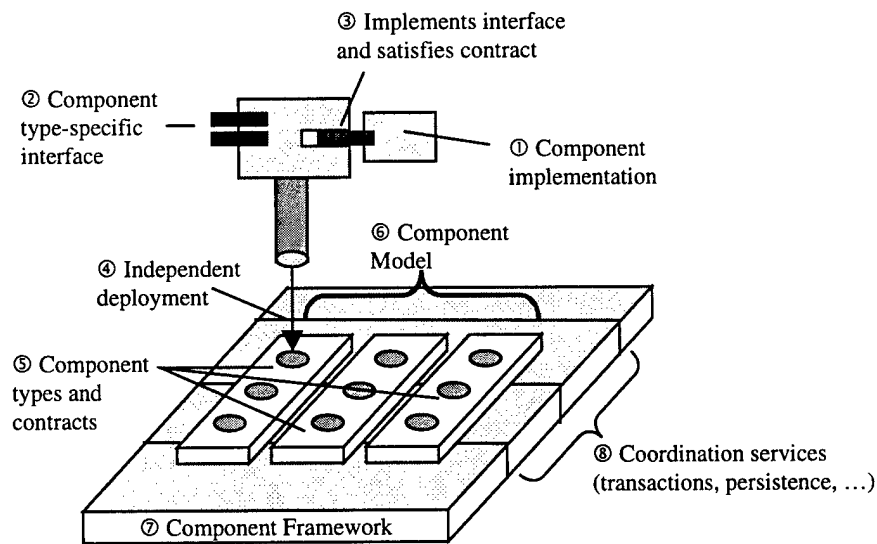 ③ Implements interface
and satisfies contract
② Component
type-specific
interface
① Component
implementation
⑥ Component
Model
④ Independent
deployment
⑤ Component
types and
contracts
⑧ Coordination services
(transactions, persistence, …)
⑦ Component Framework